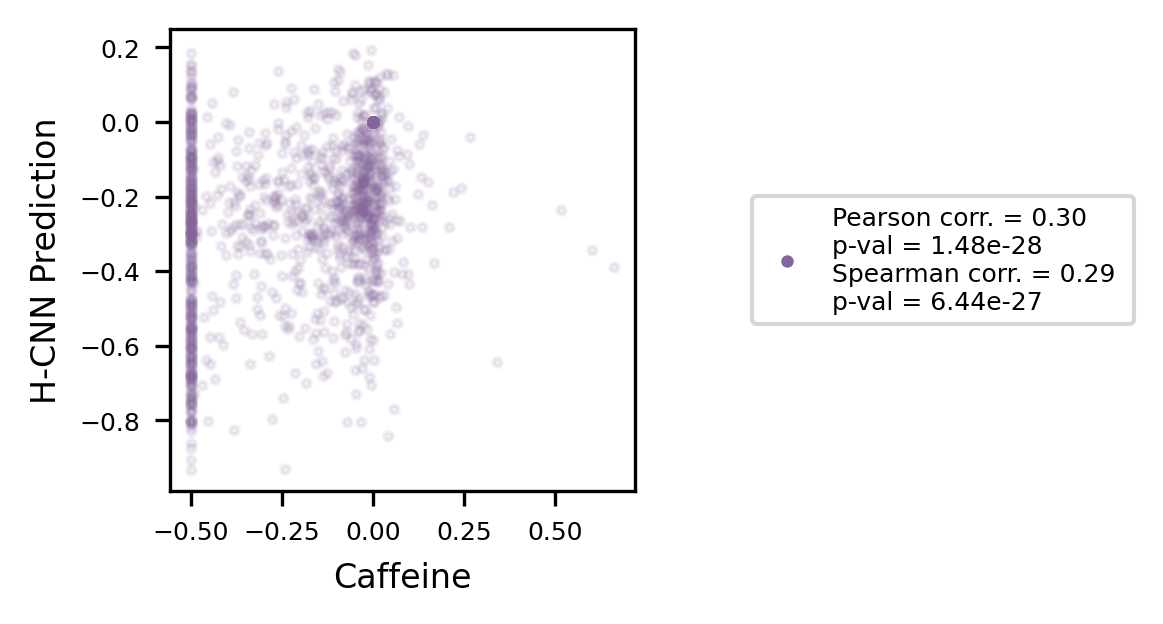 0.2
0.0
−0.2
−0.4
−0.6
−0.8
H-CNN Prediction
−0.50 −0.25 0.00 0.25 0.50
Caffeine
Pearson corr. = 0.30
p-val = 1.48e-28
Spearman corr. = 0.29
p-val = 6.44e-27